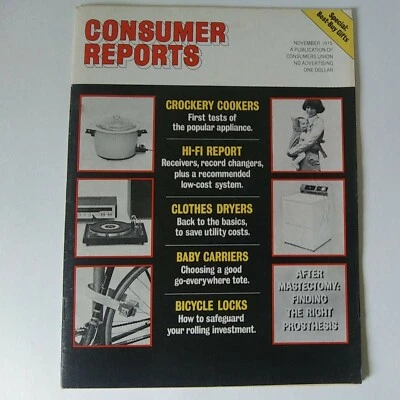 Special:
Best-Buy Gifts
CONSUMER
REPORTS
NOVEMBER 1975
A PUBLICATION OF
CONSUMERS UNION
NO ADVERTISING
ONE DOLLAR
CROCKERY COOKERS
First tests of
the popular appliance.
HI-FI REPORT
Receivers, record changers,
plus a recommended
low-cost system.
CLOTHES DRYERS
Back to the basics,
to save utility costs.
BABY CARRIERS
Choosing a good
go-everywhere tote.
BICYCLE LOCKS
How to safeguard
your rolling investment.
AFTER
MASTECTOMY:
FINDING
THE RIGHT
PROSTHESIS